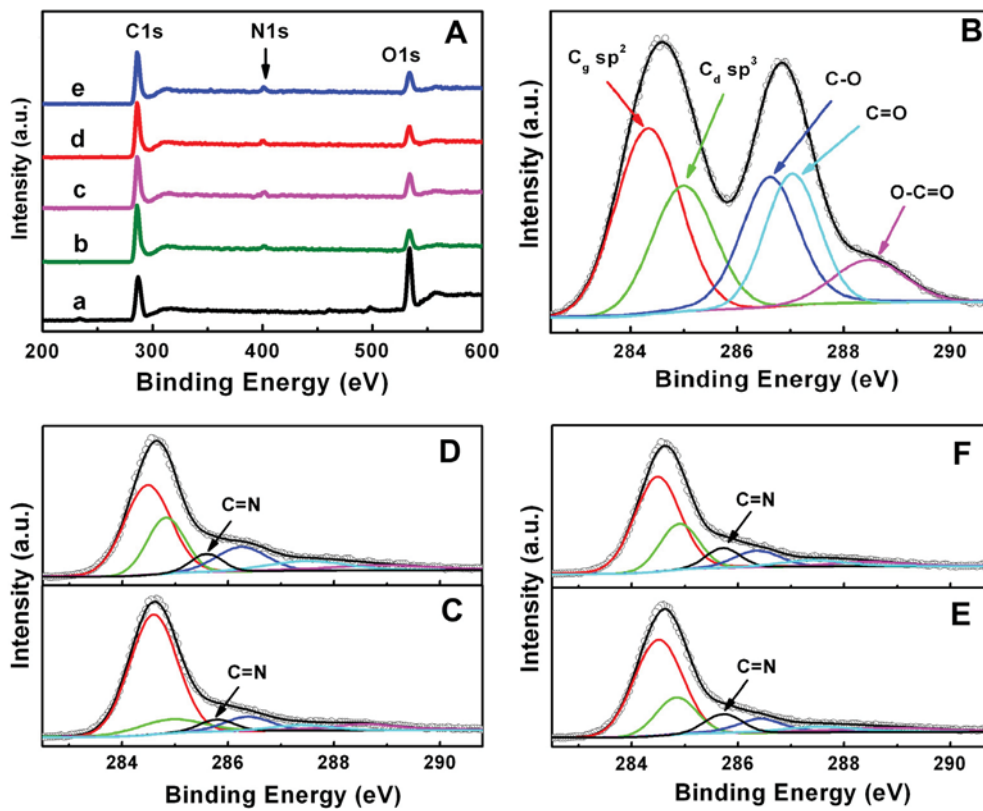 A
C1s
N1s
O1s
e
d
c
b
a
Intensity (a.u.)
200 300 400 500 600
Binding Energy (eV)
B
C_g sp²
C_d sp³
C-O
C=O
O-C=O
Intensity (a.u.)
284 286 288 290
Binding Energy (eV)
D
C=N
C
C=N
Intensity (a.u.)
284 286 288 290
Binding Energy (eV)
F
C=N
E
C=N
Intensity (a.u.)
284 286 288 290
Binding Energy (eV)